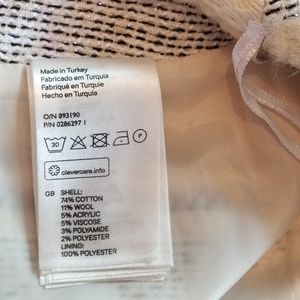 Made in Turkey
Fabricado em Turquia
Fabriqué en Turquie
Hecho en Turquía
O/N 893190
P/N 0286297 1
30 P
clevercare.info
GB SHELL:
74% COTTON
11% WOOL
5% ACRYLIC
5% VISCOSE
3% POLYAMIDE
2% POLYESTER
LINING:
100% POLYESTER